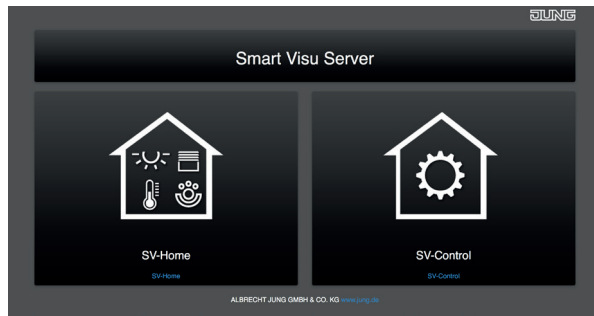 JUNG
Smart Visu Server
SV-Home
SV-Home
SV-Control
SV-Control
ALBRECHT JUNG GMBH & CO. KG www.jung.de